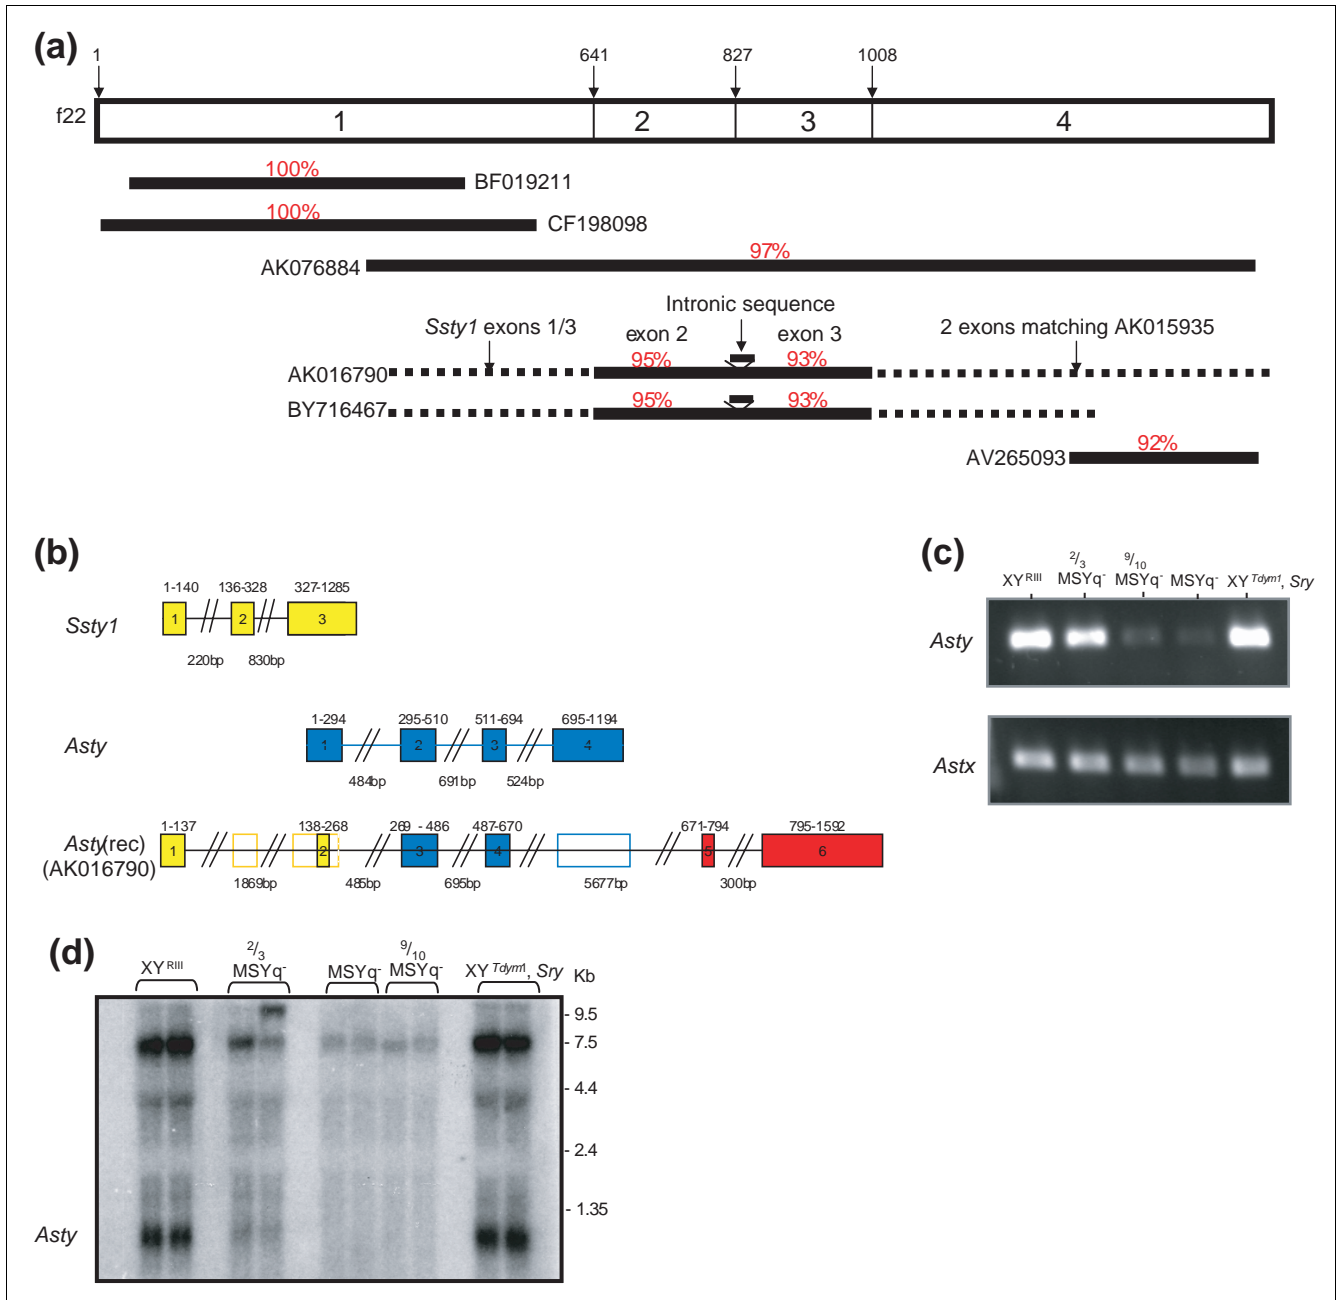 (a)
1 641 827 1008
f22 1 2 3 4
100% BF019211
100% CF198098
AK076884 97%
Intronic sequence
Ssty1 exons 1/3 exon 2 exon 3 2 exons matching AK015935
AK016790 95% 93%
BY716467 95% 93%
AV265093 92%
(b)
1-140 136-328 327-1285
Ssty1 1 2 3
220bp 830bp
1-294 295-510 511-694 695-1194
Asty 1 2 3 4
484bp 691bp 524bp
1-137 138-268 269 - 486 487-670 671-794 795-1592
Asty(rec) 1 2 3 4 5 6
(AK016790)
1869bp 485bp 695bp 5677bp 300bp
(c)
XY RIII 2/3 MSYq- 9/10 MSYq- MSYq- XY Tdym1, Sry
Asty
Astx
(d)
XY RIII 2/3 MSYq- MSYq- 9/10 MSYq- XY Tdym1, Sry Kb
- 9.5
- 7.5
- 4.4
- 2.4
- 1.35
Asty